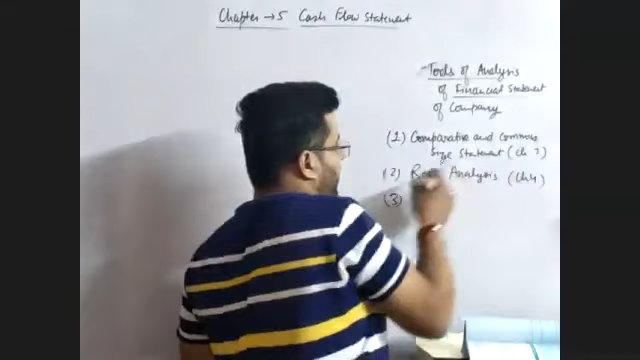 Chapter → 5 Cash Flow Statement
Tools of Analysis
of Financial Statement
of Company
(1) Comparative and common
Size Statement (Ch 3)
(2) Analysis (Ch 4)
(3)